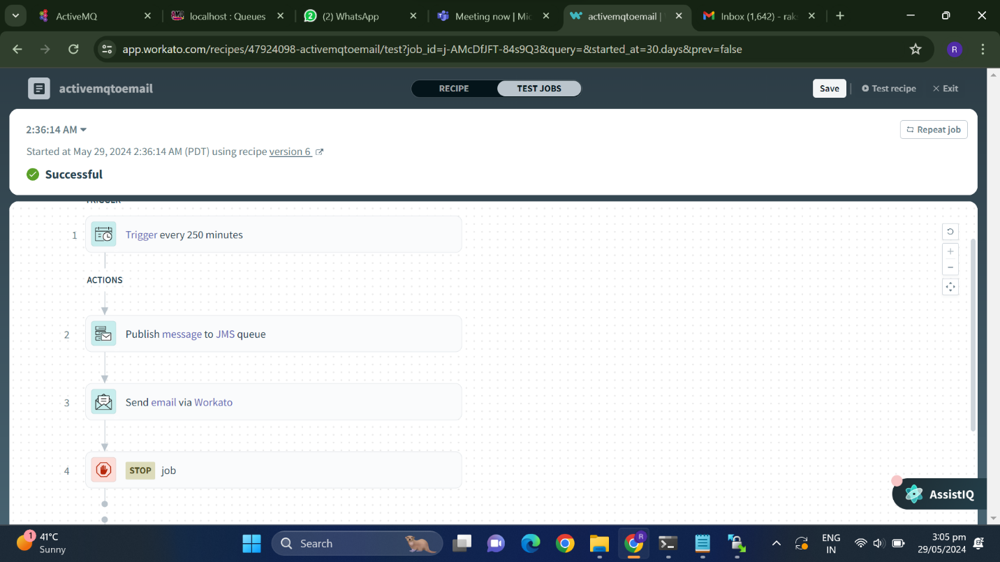 ActiveMQ
localhost : Queues
(2) WhatsApp
Meeting now | Mic
activemqtoemail |
Inbox (1,642) - rak
app.workato.com/recipes/47924098-activemqtoemail/test?job_id=j-AMcDfJFT-84s9Q3&query=&started_at=30.days&prev=false
R
activemqtoemail
RECIPE
TEST JOBS
Save
Test recipe
Exit
2:36:14 AM
Repeat job
Started at May 29, 2024 2:36:14 AM (PDT) using recipe version 6
Successful
TRIGGER
1
Trigger every 250 minutes
ACTIONS
2
Publish message to JMS queue
3
Send email via Workato
4
STOP job
AssistIQ
1
41°C
Sunny
Search
R
ENG
IN
3:05 pm
29/05/2024